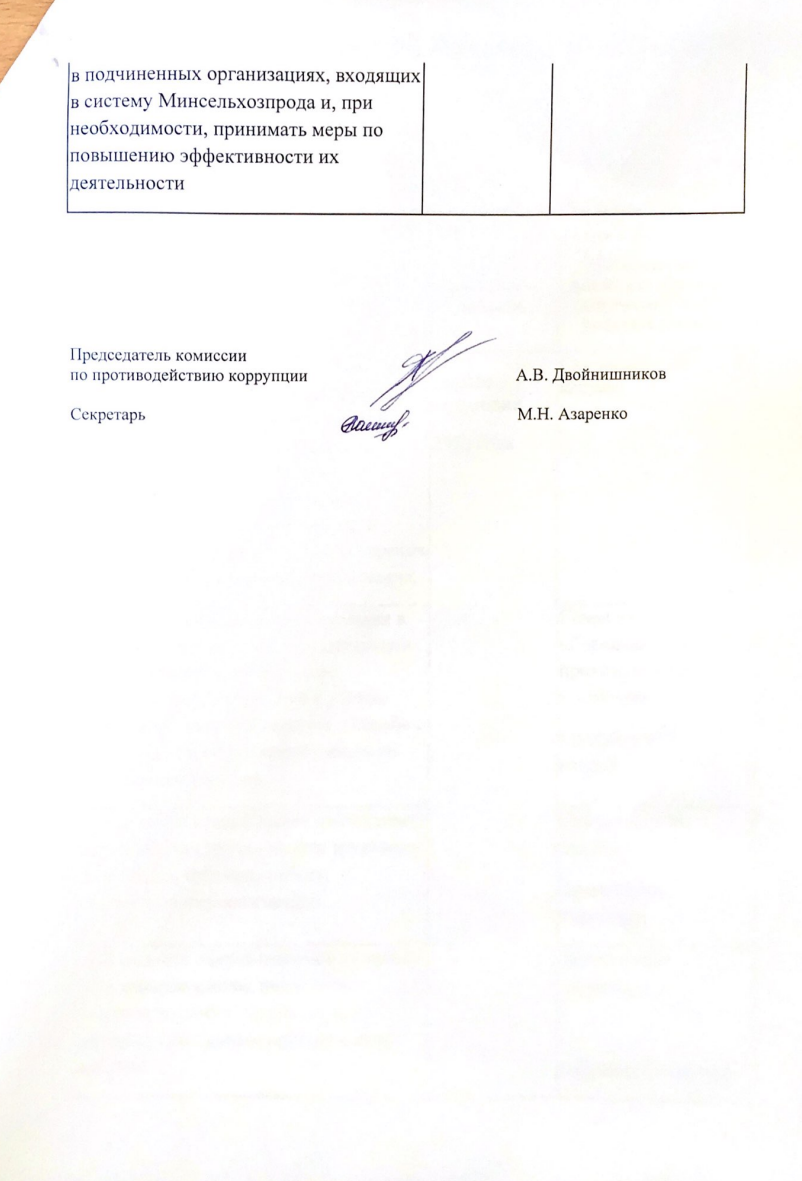 в подчиненных организациях, входящих
в систему Минсельхозпрода и, при
необходимости, принимать меры по
повышению эффективности их
деятельности
Председатель комиссии
по противодействию коррупции А.В. Двойнишников
Секретарь М.Н. Азаренко